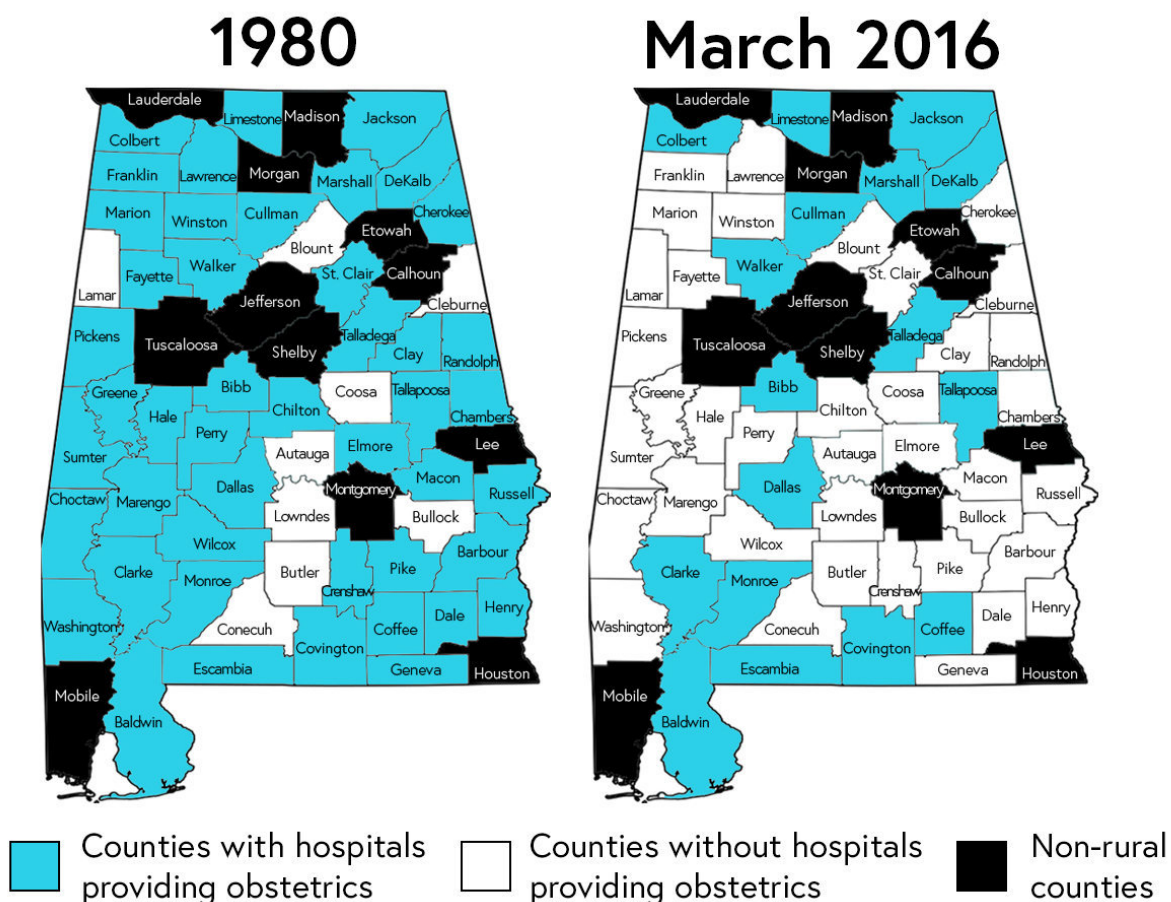 1980
March 2016
Lauderdale
Limestone
Madison
Jackson
Colbert
Franklin
Lawrence
Morgan
Marshall
DeKalb
Marion
Winston
Cullman
Cherokee
Etowah
Blount
Walker
St. Clair
Calhoun
Fayette
Lamar
Jefferson
Cleburne
Pickens
Tuscaloosa
Shelby
Talladega
Clay
Randolph
Greene
Bibb
Coosa
Tallapoosa
Hale
Chilton
Chambers
Perry
Autauga
Elmore
Lee
Sumter
Macon
Dallas
Montgomery
Russell
Choctaw
Marengo
Lowndes
Bullock
Wilcox
Barbour
Clarke
Monroe
Butler
Crenshaw
Pike
Henry
Washington
Conecuh
Coffee
Dale
Covington
Escambia
Geneva
Houston
Mobile
Baldwin
Lauderdale
Limestone
Madison
Jackson
Colbert
Franklin
Lawrence
Morgan
Marshall
DeKalb
Marion
Winston
Cullman
Cherokee
Etowah
Blount
Walker
St. Clair
Calhoun
Fayette
Lamar
Jefferson
Cleburne
Pickens
Tuscaloosa
Shelby
Talladega
Clay
Randolph
Greene
Bibb
Coosa
Tallapoosa
Hale
Chilton
Chambers
Perry
Autauga
Elmore
Lee
Sumter
Macon
Dallas
Montgomery
Russell
Choctaw
Marengo
Lowndes
Bullock
Wilcox
Barbour
Clarke
Monroe
Butler
Crenshaw
Pike
Henry
Washington
Conecuh
Coffee
Dale
Covington
Escambia
Geneva
Houston
Mobile
Baldwin
Counties with hospitals
providing obstetrics
Counties without hospitals
providing obstetrics
Non-rural
counties